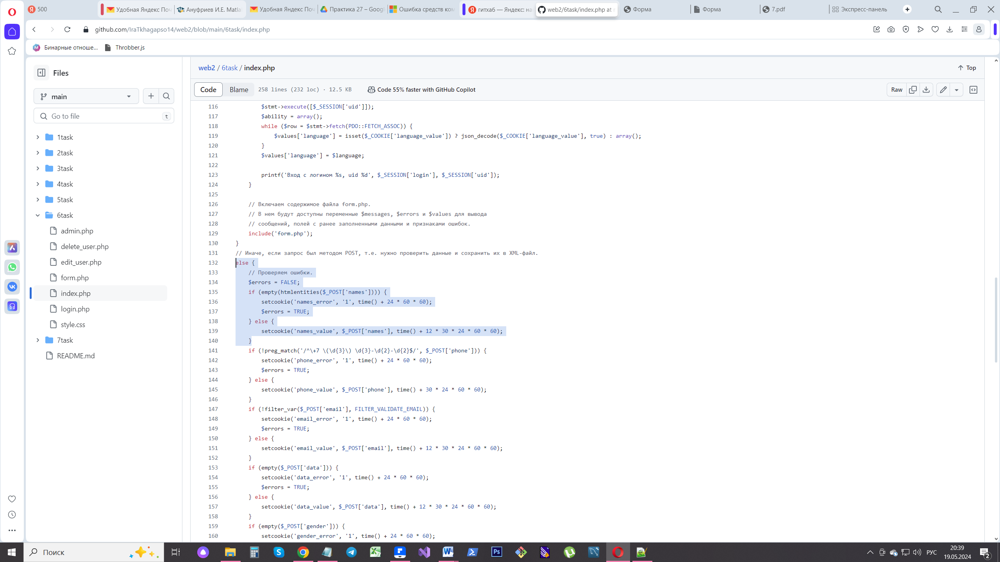 500
Удобная Яндекс Поч
Ануфриев И.Е. Matla
Удобная Яндекс Поч
Практика 27 – Googl
Ошибка средств ком
гитхаб — Яндекс: на
web2/6task/index.php at
Форма
Форма
7.pdf
Экспресс-панель
github.com/IraTkhagapso14/web2/blob/main/6task/index.php
Бинарные отноше...
Throbber.js
Files
main
Go to file
t
1task
2task
3task
4task
5task
6task
admin.php
delete_user.php
edit_user.php
form.php
index.php
login.php
style.css
7task
README.md
web2 / 6task / index.php
Top
Code
Blame
258 lines (232 loc) · 12.5 KB
Code 55% faster with GitHub Copilot
Raw
116 $stmt->execute([$_SESSION['uid']]);
117 $ability = array();
118 while ($row = $stmt->fetch(PDO::FETCH_ASSOC)) {
119 $values['language'] = isset($_COOKIE['language_value']) ? json_decode($_COOKIE['language_value'], true) : array();
120 }
121 $values['language'] = $language;
122
123 printf('Вход с логином %s, uid %d', $_SESSION['login'], $_SESSION['uid']);
124 }
125
126 // Включаем содержимое файла form.php.
127 // В нем будут доступны переменные $messages, $errors и $values для вывода
128 // сообщений, полей с ранее заполненными данными и признаками ошибок.
129 include('form.php');
130 }
131 // Иначе, если запрос был методом POST, т.е. нужно проверить данные и сохранить их в XML-файл.
132 else {
133 // Проверяем ошибки.
134 $errors = FALSE;
135 if (empty(htmlentities($_POST['names']))) {
136 setcookie('names_error', '1', time() + 24 * 60 * 60);
137 $errors = TRUE;
138 } else {
139 setcookie('names_value', $_POST['names'], time() + 12 * 30 * 24 * 60 * 60);
140 }
141 if (!preg_match('/^\+7 \(\d{3}\) \d{3}-\d{2}-\d{2}$/', $_POST['phone'])) {
142 setcookie('phone_error', '1', time() + 24 * 60 * 60);
143 $errors = TRUE;
144 } else {
145 setcookie('phone_value', $_POST['phone'], time() + 30 * 24 * 60 * 60);
146 }
147 if (!filter_var($_POST['email'], FILTER_VALIDATE_EMAIL)) {
148 setcookie('email_error', '1', time() + 24 * 60 * 60);
149 $errors = TRUE;
150 } else {
151 setcookie('email_value', $_POST['email'], time() + 12 * 30 * 24 * 60 * 60);
152 }
153 if (empty($_POST['data'])) {
154 setcookie('data_error', '1', time() + 24 * 60 * 60);
155 $errors = TRUE;
156 } else {
157 setcookie('data_value', $_POST['data'], time() + 12 * 30 * 24 * 60 * 60);
158 }
159 if (empty($_POST['gender'])) {
160 setcookie('gender_error', '1', time() + 24 * 60 * 60);
Поиск
РУС
20:39
19.05.2024
2